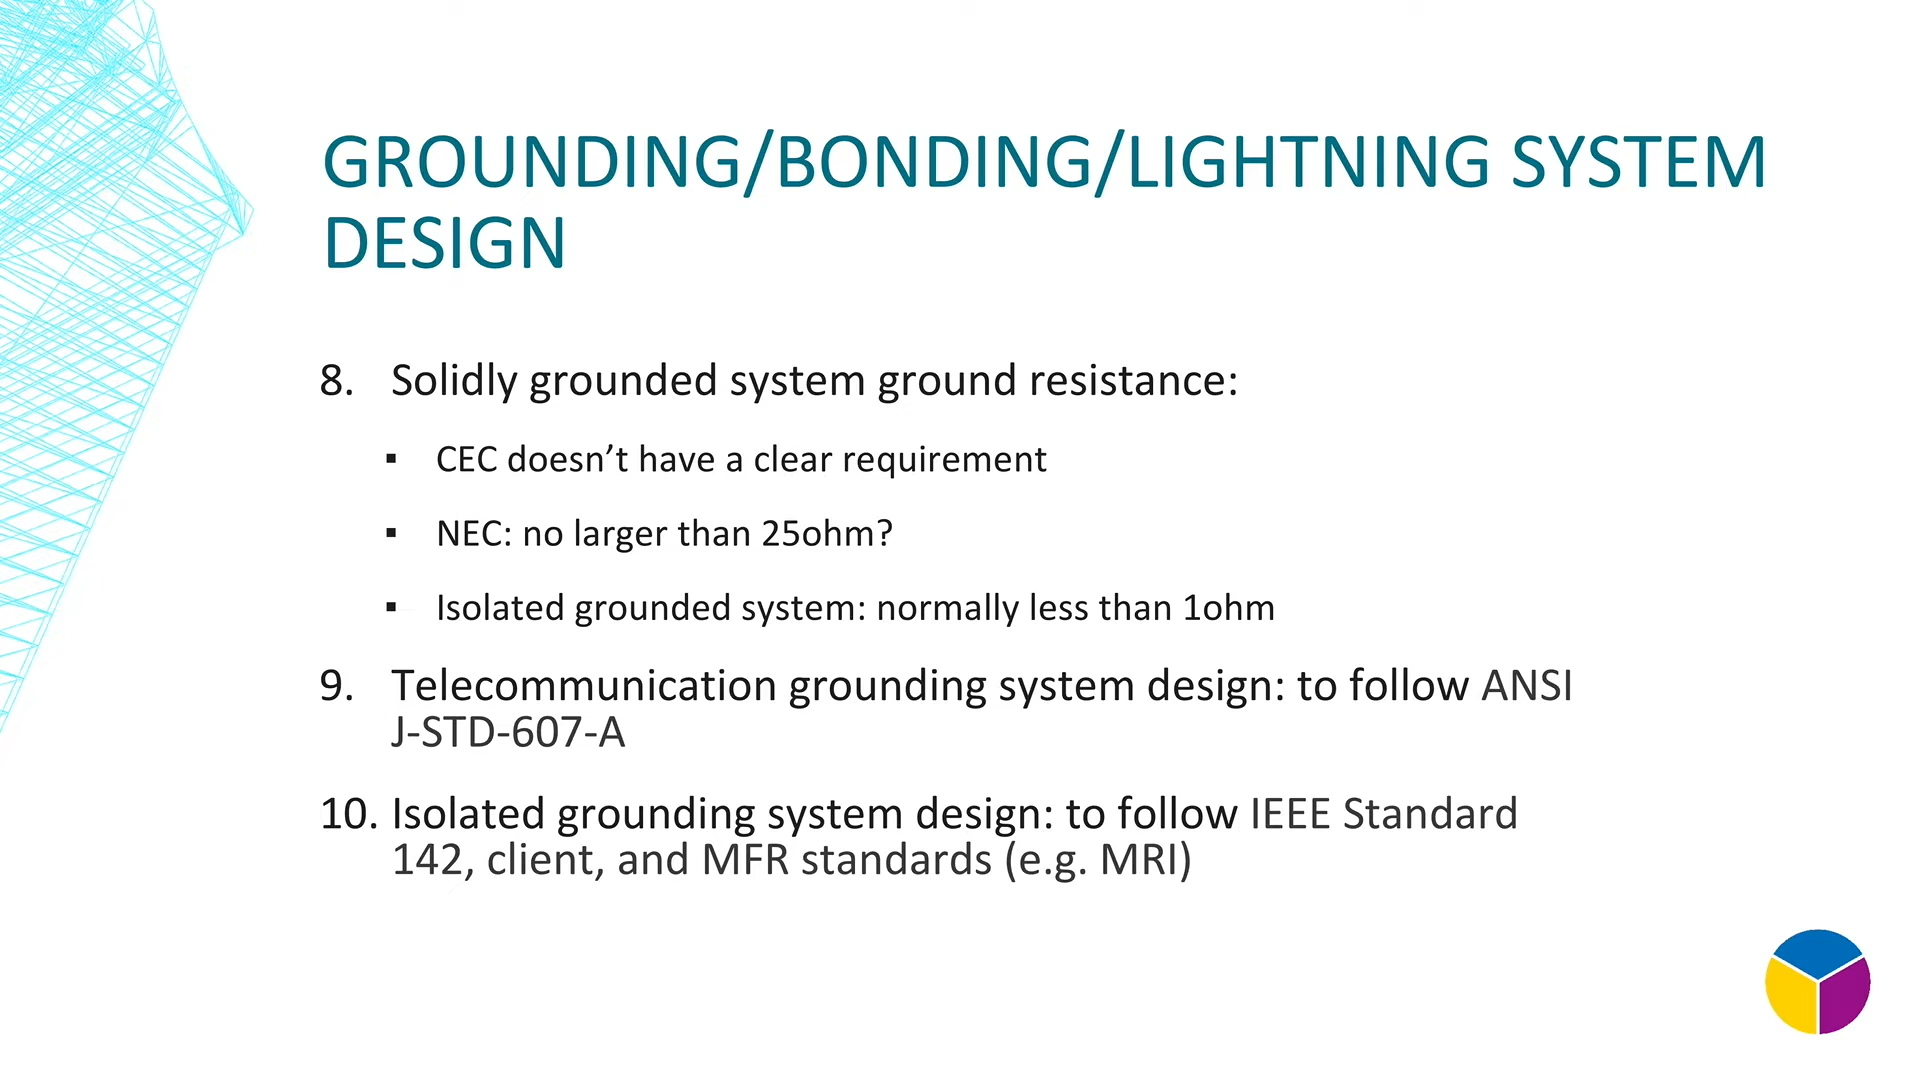 GROUNDING/BONDING/LIGHTNING SYSTEM
DESIGN
8. Solidly grounded system ground resistance:
▪ CEC doesn’t have a clear requirement
▪ NEC: no larger than 25ohm?
▪ Isolated grounded system: normally less than 1ohm
9. Telecommunication grounding system design: to follow ANSI
J-STD-607-A
10. Isolated grounding system design: to follow IEEE Standard
142, client, and MFR standards (e.g. MRI)